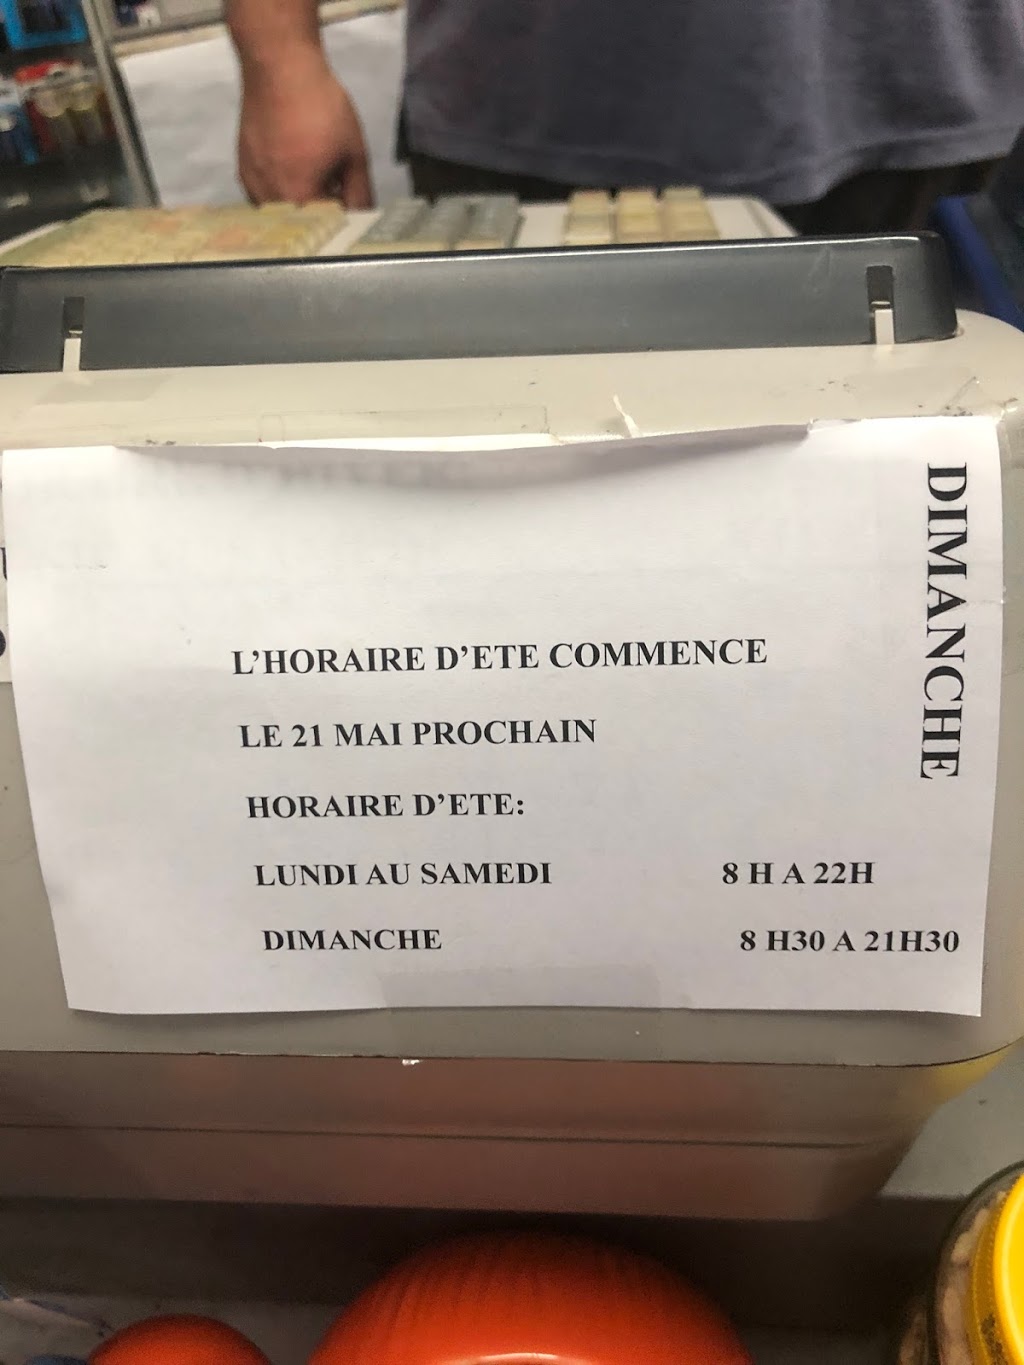 DIMANCHE
L'HORAIRE D'ETE COMMENCE
LE 21 MAI PROCHAIN
HORAIRE D'ETE:
LUNDI AU SAMEDI 8 H A 22H
DIMANCHE 8 H30 A 21H30